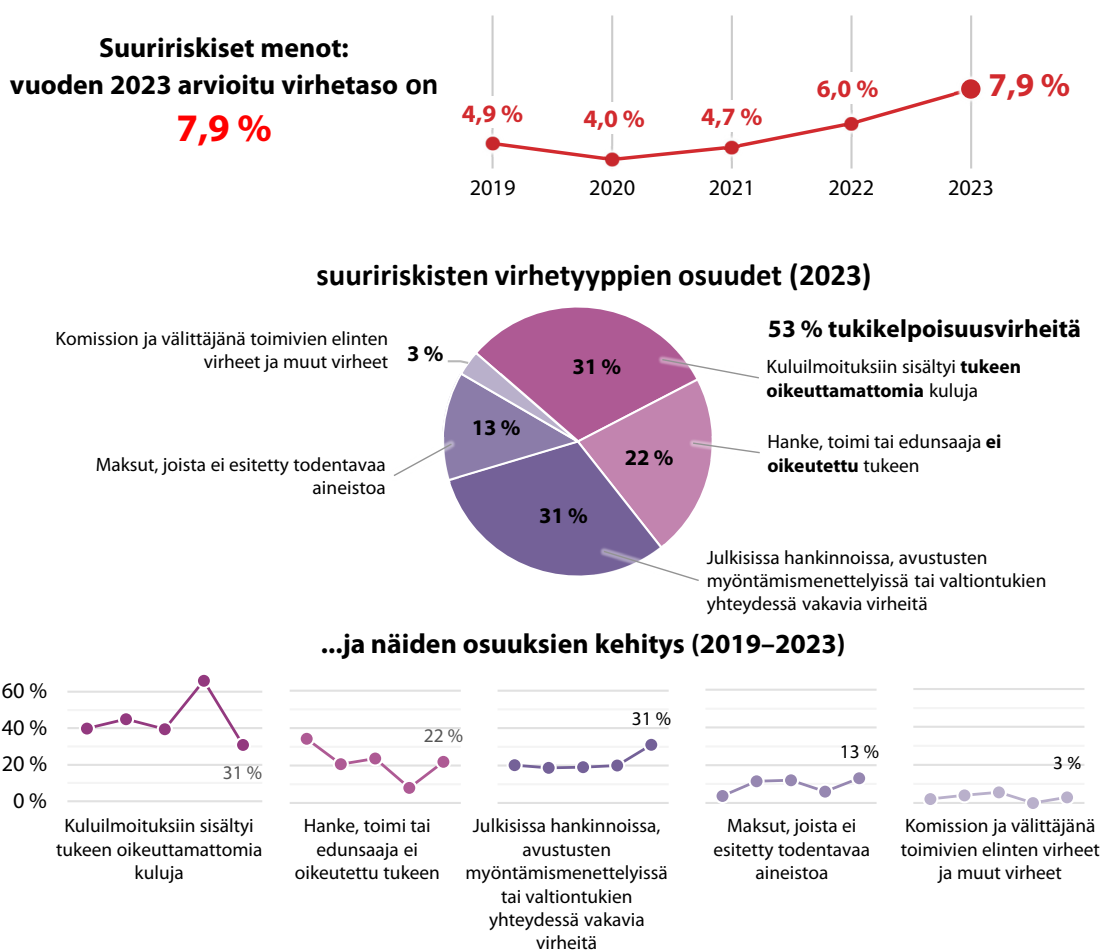 Suuririskiset menot:
vuoden 2023 arvioitu virhetaso on
7,9 %
4,9 %
4,0 %
4,7 %
6,0 %
7,9 %
2019
2020
2021
2022
2023
suuririskisten virhetyyppien osuudet (2023)
Komission ja välittäjänä toimivien elinten
virheet ja muut virheet
3 %
31 %
53 % tukikelpoisuusvirheitä
Kuluilmoituksiin sisältyi tukeen
oikeuttamattomia kuluja
13 %
22 %
Hanke, toimi tai edunsaaja ei
oikeutettu tukeen
Maksut, joista ei esitetty todentavaa
aineistoa
31 %
Julkisissa hankinnoissa, avustusten
myöntämismenettelyissä tai valtiontukien
yhteydessä vakavia virheitä
...ja näiden osuuksien kehitys (2019–2023)
60 %
40 %
20 %
0 %
31 %
22 %
31 %
13 %
3 %
Kuluilmoituksiin sisältyi
tukeen oikeuttamattomia
kuluja
Hanke, toimi tai
edunsaaja ei
oikeutettu tukeen
Julkisissa hankinnoissa,
avustusten
myöntämismenettelyissä
tai valtiontukien
yhteydessä vakavia
virheitä
Maksut, joista ei
esitetty todentavaa
aineistoa
Komission ja välittäjänä
toimivien elinten virheet
ja muut virheet